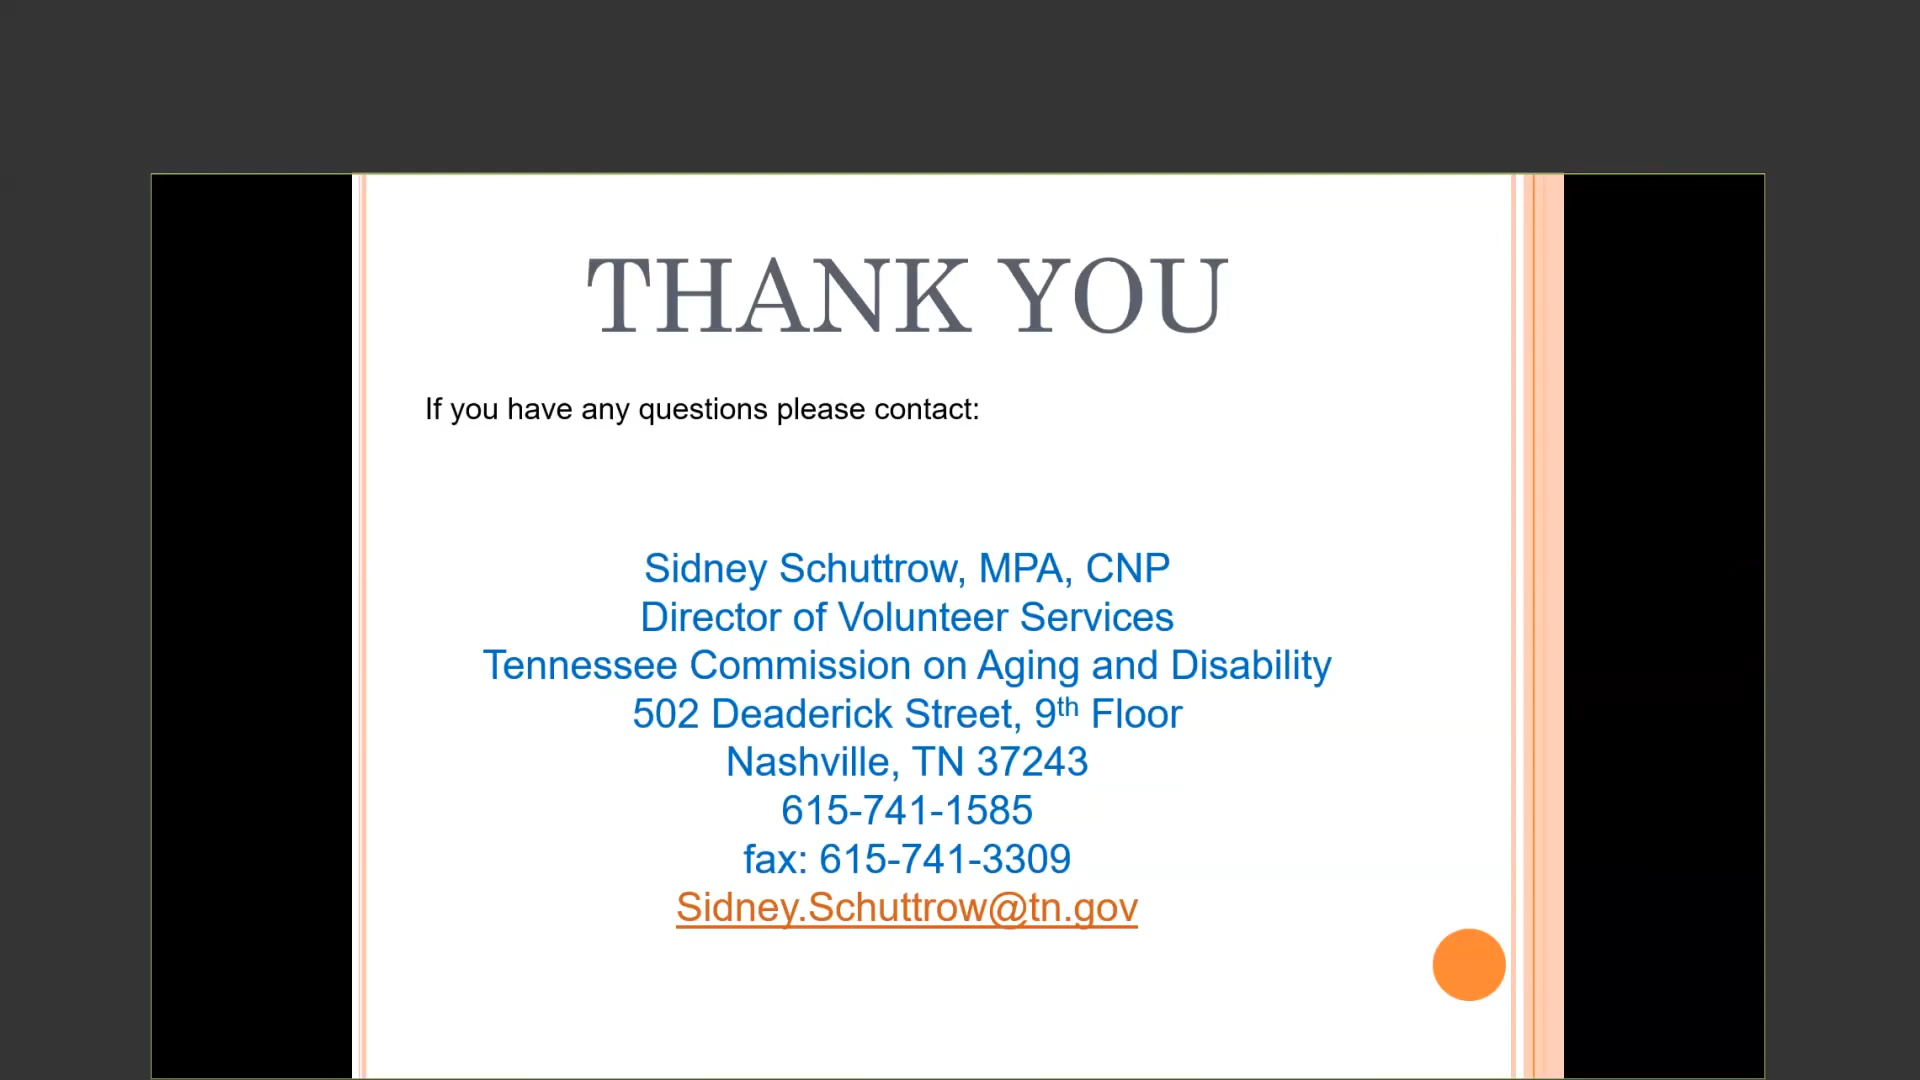 THANK YOU
If you have any questions please contact:
Sidney Schuttrow, MPA, CNP
Director of Volunteer Services
Tennessee Commission on Aging and Disability
502 Deaderick Street, 9th Floor
Nashville, TN 37243
615-741-1585
fax: 615-741-3309
Sidney.Schuttrow@tn.gov